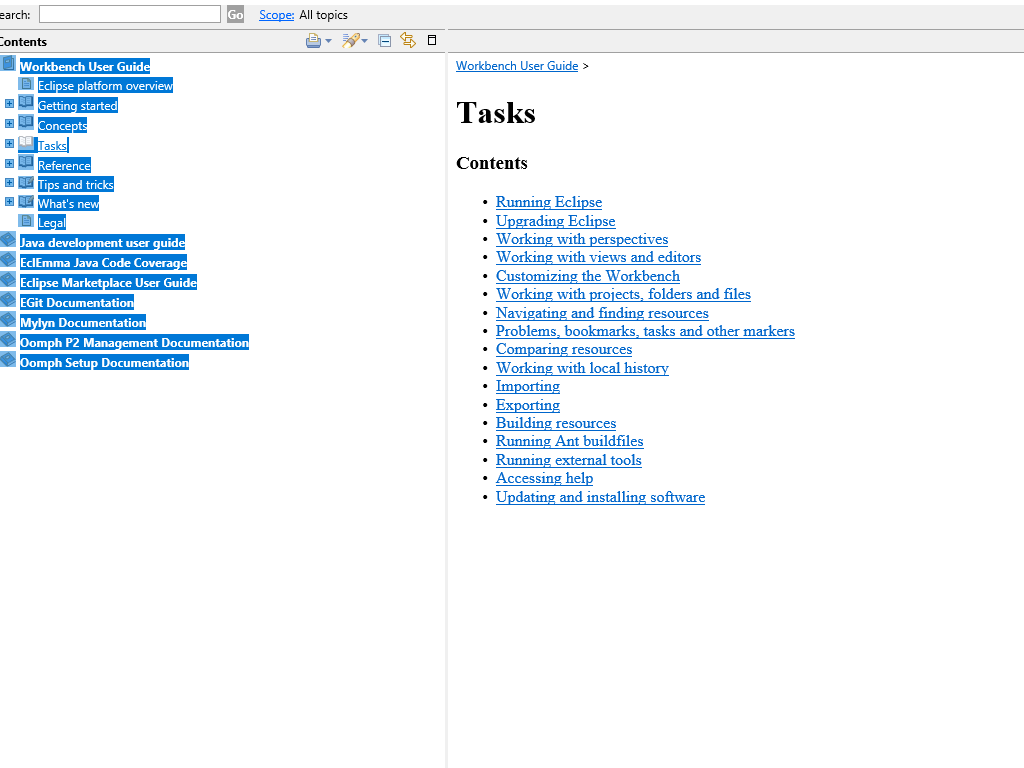 earch: Go Scope: All topics
Contents
Workbench User Guide
Eclipse platform overview
Getting started
Concepts
Tasks
Reference
Tips and tricks
What's new
Legal
Java development user guide
EclEmma Java Code Coverage
Eclipse Marketplace User Guide
EGit Documentation
Mylyn Documentation
Oomph P2 Management Documentation
Oomph Setup Documentation
Workbench User Guide >
Tasks
Contents
• Running Eclipse
• Upgrading Eclipse
• Working with perspectives
• Working with views and editors
• Customizing the Workbench
• Working with projects, folders and files
• Navigating and finding resources
• Problems, bookmarks, tasks and other markers
• Comparing resources
• Working with local history
• Importing
• Exporting
• Building resources
• Running Ant buildfiles
• Running external tools
• Accessing help
• Updating and installing software